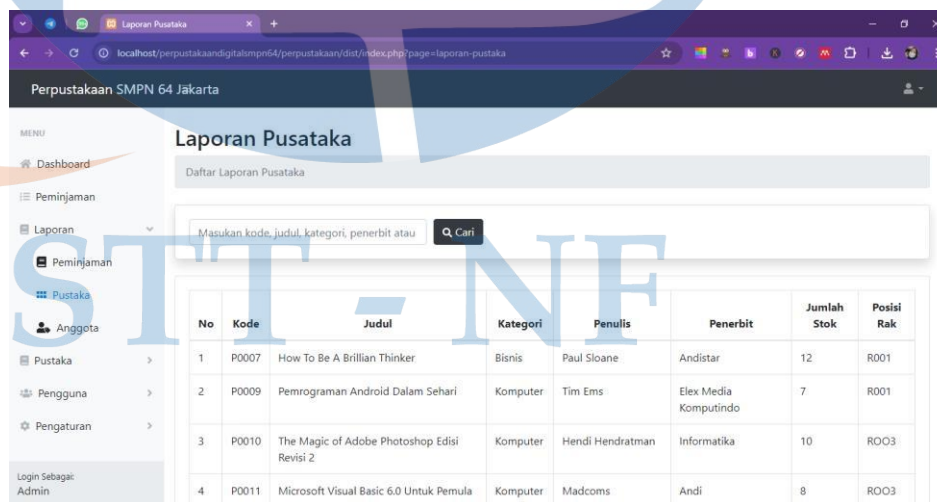 Laporan Pusataka
localhost/perpustakaandigitalsmpn64/perpustakaan/dist/index.php?page=laporan-pustaka
Perpustakaan SMPN 64 Jakarta
MENU
Dashboard
Peminjaman
Laporan
Peminjaman
Pustaka
Anggota
Pustaka
Pengguna
Pengaturan
Login Sebagai:
Admin
Laporan Pusataka
Daftar Laporan Pusataka
Masukan kode, judul, kategori, penerbit atau
Cari
No Kode Judul Kategori Penulis Penerbit Jumlah Stok Posisi Rak
1 P0007 How To Be A Brillian Thinker Bisnis Paul Sloane Andistar 12 R001
2 P0009 Pemrograman Android Dalam Sehari Komputer Tim Ems Elex Media Komputindo 7 R001
3 P0010 The Magic of Adobe Photoshop Edisi Revisi 2 Komputer Hendi Hendratman Informatika 10 ROO3
4 P0011 Microsoft Visual Basic 6.0 Untuk Pemula Komputer Madcoms Andi 8 ROO3
STT - NF